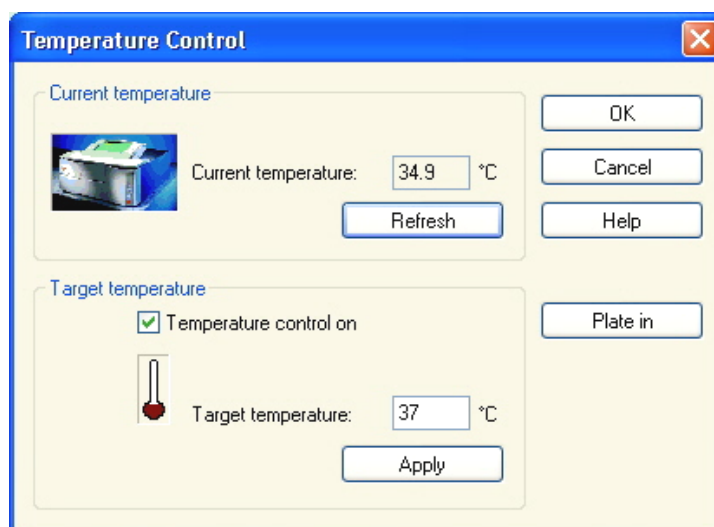 Temperature Control
Current temperature
Current temperature: 34.9 °C
Refresh
OK
Cancel
Help
Target temperature
Temperature control on
Target temperature: 37 °C
Apply
Plate in